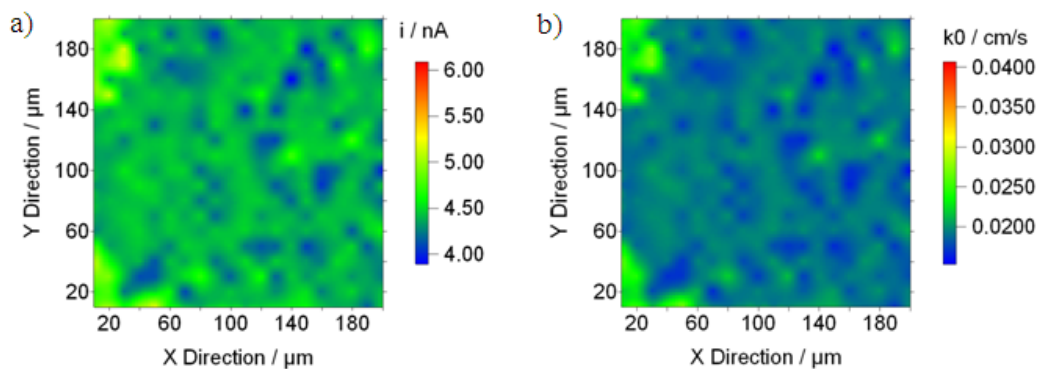 a)
i / nA
6.00
5.00
4.50
4.00
Y Direction / µm
180
140
100
60
20
20 60 100 140 180
X Direction / µm
b)
k0 / cm/s
0.0400
0.0350
0.0300
0.0250
0.0200
Y Direction / µm
180
140
100
60
20
20 60 100 140 180
X Direction / µm